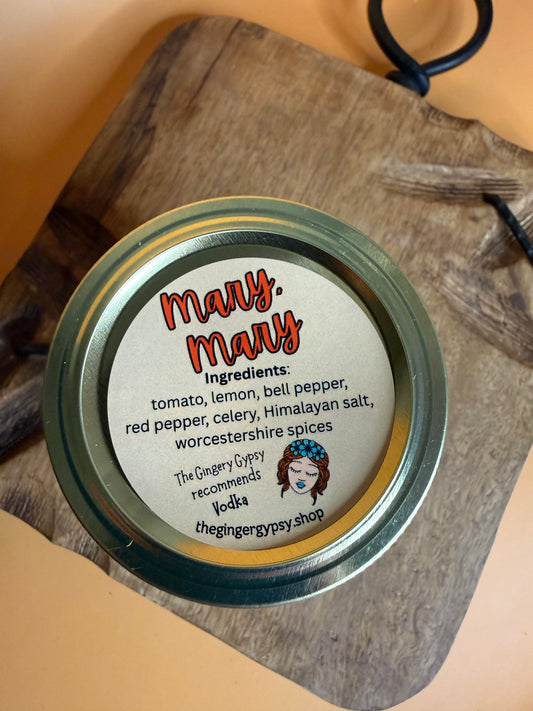 Mary,
Mary
Ingredients:
tomato, lemon, bell pepper,
red pepper, celery, Himalayan salt,
worcestershire spices
The Gingery Gypsy
recommends
Vodka
thegingergypsy.shop